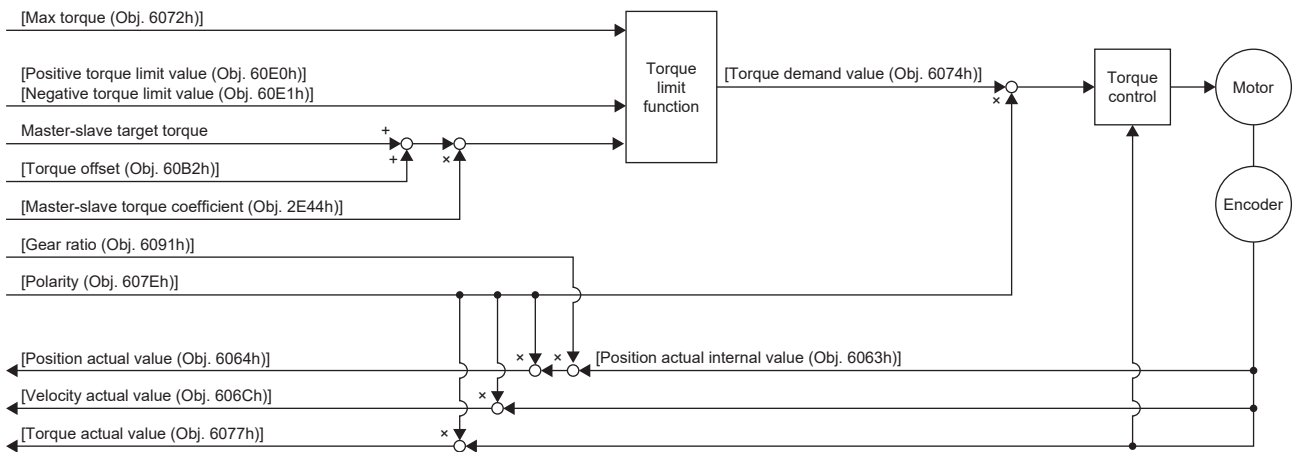 [Max torque (Obj. 6072h)]
[Positive torque limit value (Obj. 60E0h)]
[Negative torque limit value (Obj. 60E1h)]
Master-slave target torque
+
+
×
[Torque offset (Obj. 60B2h)]
[Master-slave torque coefficient (Obj. 2E44h)]
Torque
limit
function
[Torque demand value (Obj. 6074h)]
×
Torque
control
Motor
Encoder
[Gear ratio (Obj. 6091h)]
[Polarity (Obj. 607Eh)]
[Position actual value (Obj. 6064h)]
×
×
[Position actual internal value (Obj. 6063h)]
[Velocity actual value (Obj. 606Ch)]
×
[Torque actual value (Obj. 6077h)]
×